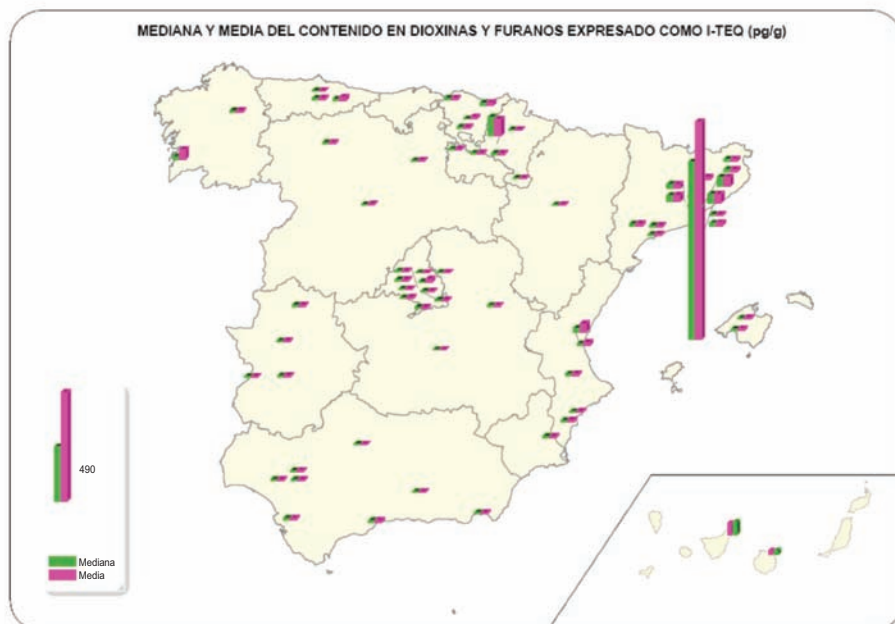 MEDIANA Y MEDIA DEL CONTENIDO EN DIOXINAS Y FURANOS EXPRESADO COMO I-TEQ (pg/g)
490
Mediana
Media